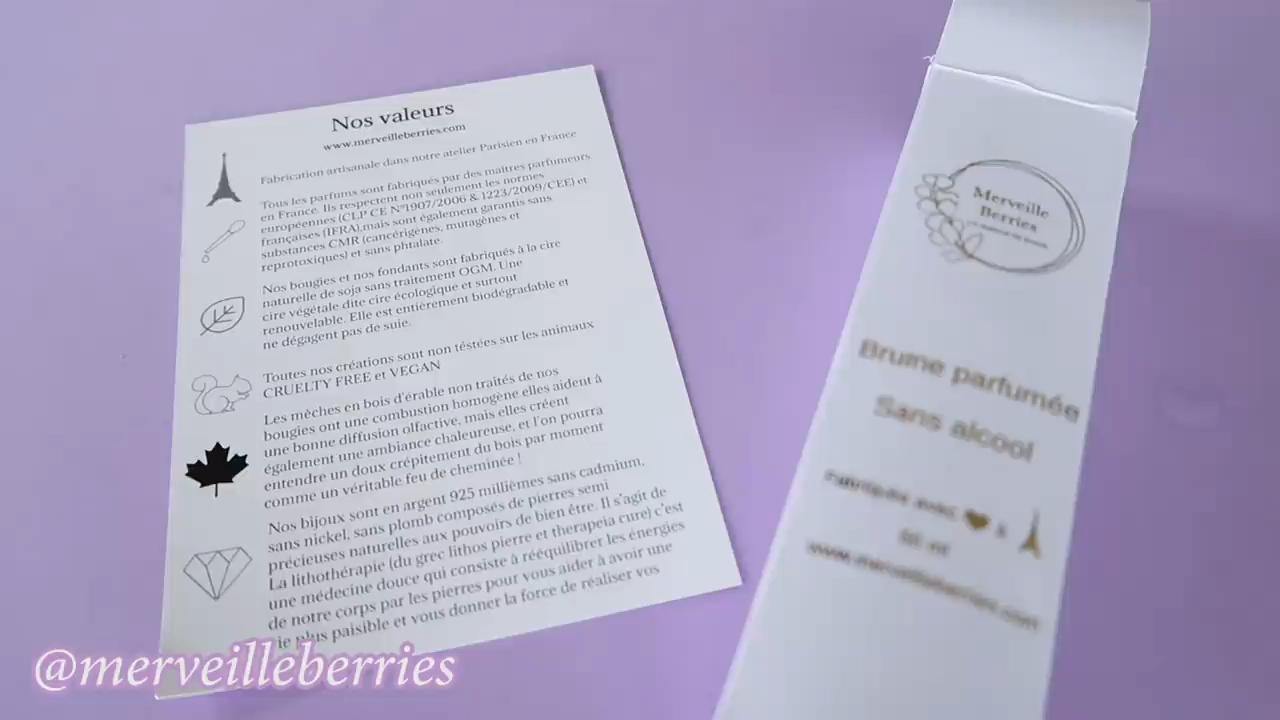 Nos valeurs
www.merveilleberries.com
Fabrication artisanale dans notre atelier Parisien en France
Tous les parfums sont fabriqués par des maîtres parfumeurs
en France. Ils respectent non seulement les normes
européennes (CLP CE N°1907/2006 & 1223/2009/CEE) et
françaises (IFRA),mais sont également garantis sans
substances CMR (cancérigènes, mutagènes et
reprotoxiques) et sans phtalate.
Nos bougies et nos fondants sont fabriqués à la cire
naturelle de soja sans traitement OGM. Une
cire végétale dite cire écologique et surtout
renouvelable. Elle est entièrement biodégradable et
ne dégagent pas de suie.
Toutes nos créations sont non téstées sur les animaux
CRUELTY FREE et VEGAN
Les mèches en bois d'érable non traités de nos
bougies ont une combustion homogène elles aident à
une bonne diffusion olfactive, mais elles créent
également une ambiance chaleureuse, et l'on pourra
entendre un doux crépitement du bois par moment
comme un véritable feu de cheminée !
Nos bijoux sont en argent 925 millièmes sans cadmium,
sans nickel, sans plomb composés de pierres semi
précieuses naturelles aux pouvoirs de bien être. Il s'agit de
La lithothérapie (du grec lithos pierre et therapeia cure) c'est
une médecine douce qui consiste à rééquilibrer les énergies
de notre corps par les pierres pour vous aider à avoir une
vie plus paisible et vous donner la force de réaliser vos
Merveille
Berries
Brume parfumée
Sans alcool
Fabriquée avec à
www.merveilleberries.com
@merveilleberries